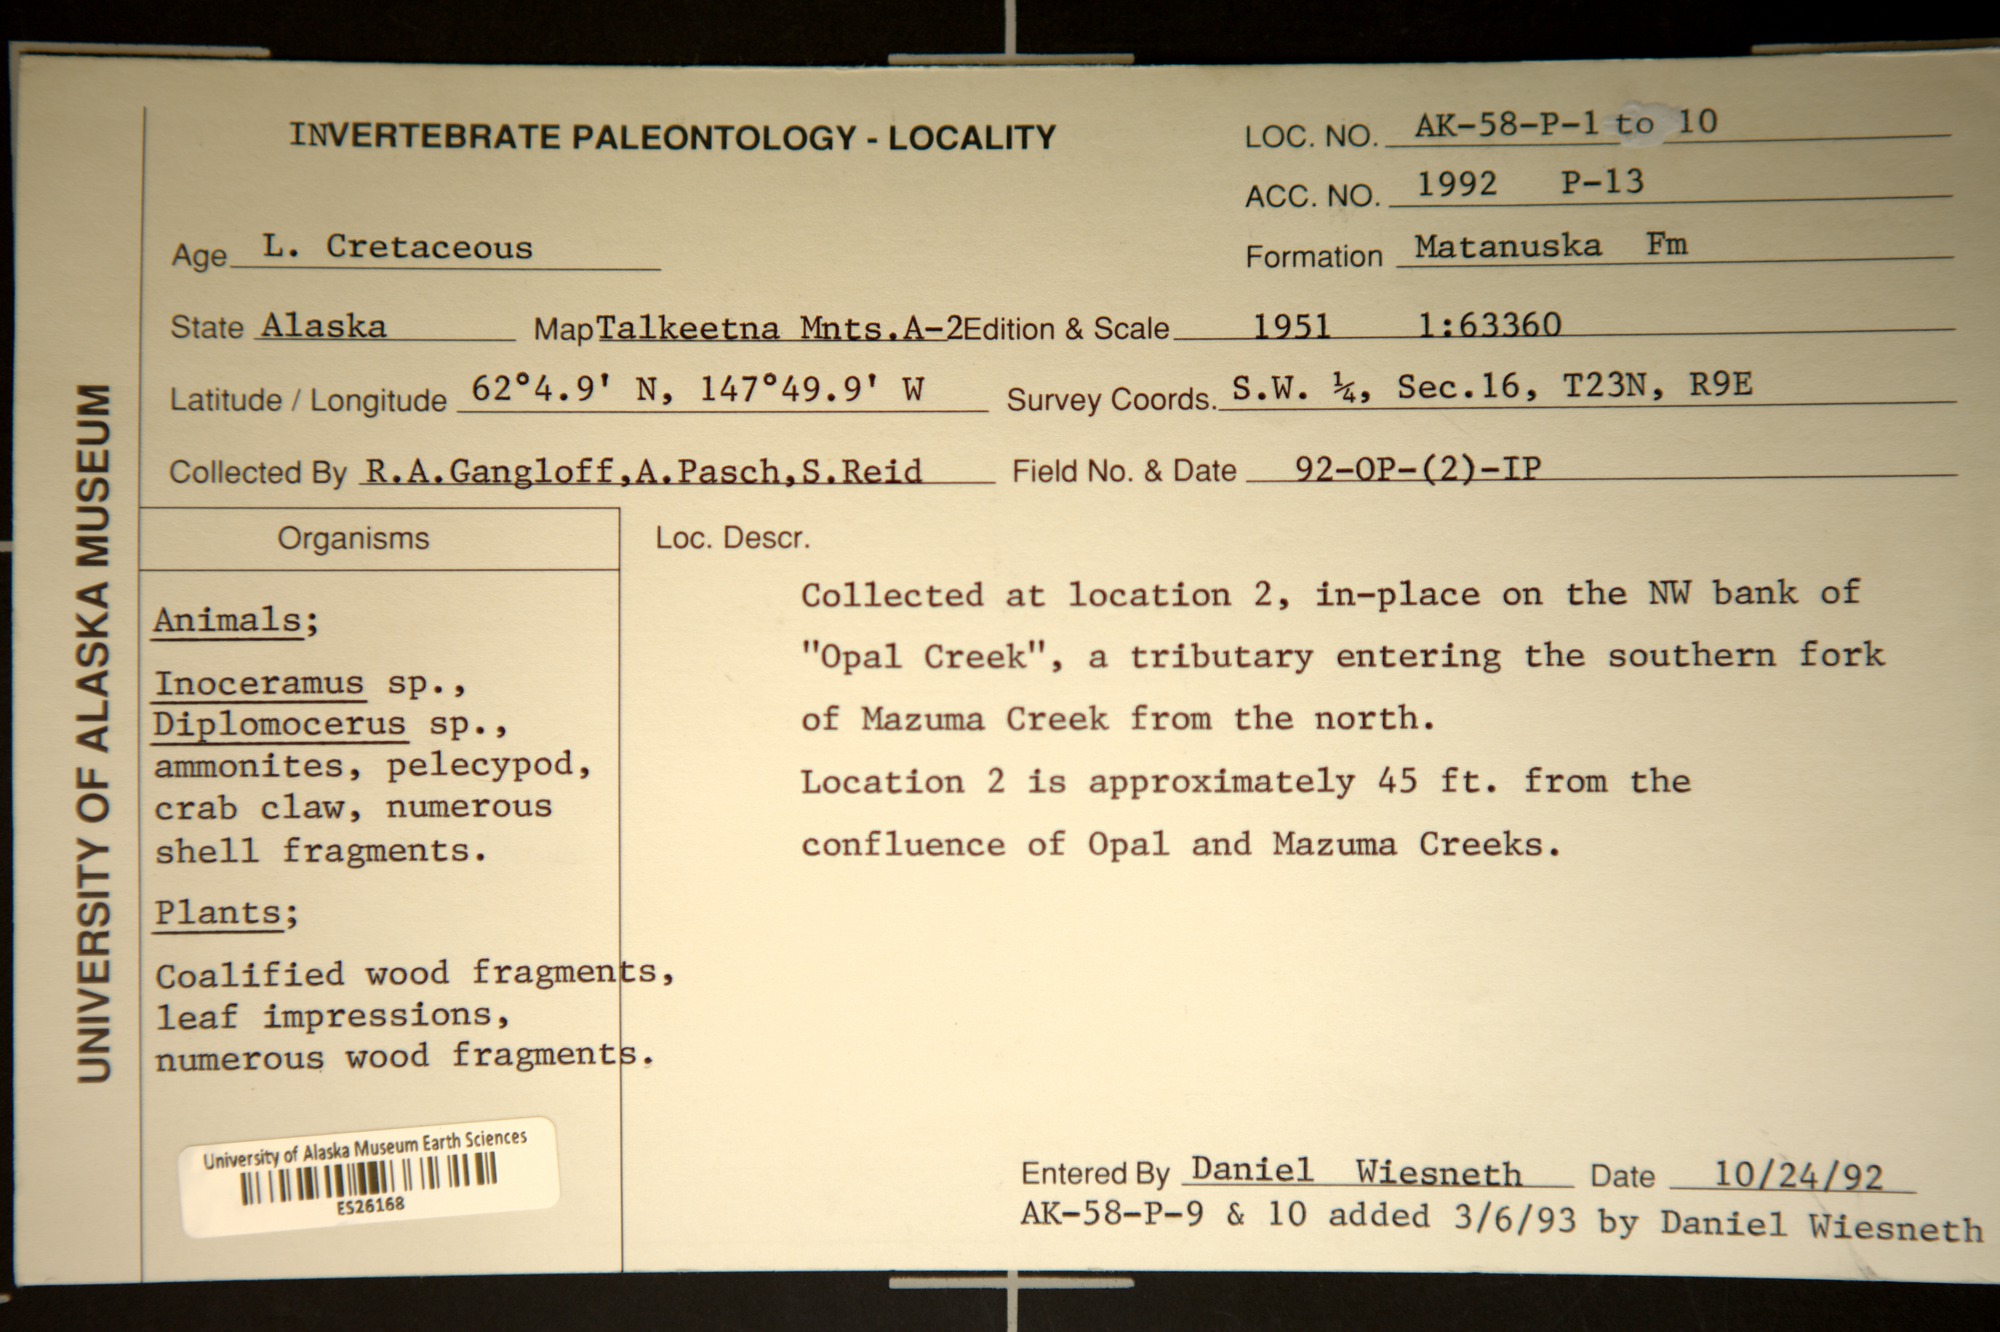 INVERTEBRATE PALEONTOLOGY - LOCALITY
LOC. NO. AK-58-P-1 to 10
ACC. NO. 1992 P-13
Age L. Cretaceous
Formation Matanuska Fm
State Alaska MapTalkeetna Mnts.A-2Edition & Scale 1951 1:63360
Latitude / Longitude 62°4.9' N, 147°49.9' W Survey Coords. S.W. ¼, Sec.16, T23N, R9E
Collected By R.A.Gangloff,A.Pasch,S.Reid Field No. & Date 92-OP-(2)-IP
UNIVERSITY OF ALASKA MUSEUM
Organisms
Animals;
Inoceramus sp.,
Diplomocerus sp.,
ammonites, pelecypod,
crab claw, numerous
shell fragments.
Plants;
Coalified wood fragments,
leaf impressions,
numerous wood fragments.
Loc. Descr.
Collected at location 2, in-place on the NW bank of
"Opal Creek", a tributary entering the southern fork
of Mazuma Creek from the north.
Location 2 is approximately 45 ft. from the
confluence of Opal and Mazuma Creeks.
University of Alaska Museum Earth Sciences
ES26168
Entered By Daniel Wiesneth Date 10/24/92
AK-58-P-9 & 10 added 3/6/93 by Daniel Wiesneth